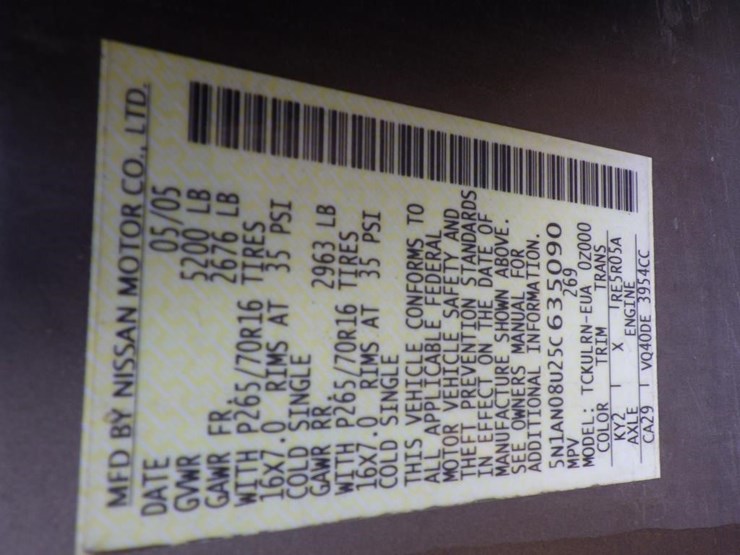 MFD BY NISSAN MOTOR CO., LTD.
DATE 05/05
GVWR 5200 LB
GAWR FR 2676 LB
WITH P265/70R16 TIRES
16X7.0 RIMS AT 35 PSI
COLD SINGLE
GAWR RR 2963 LB
WITH P265/70R16 TIRES
16X7.0 RIMS AT 35 PSI
COLD SINGLE
THIS VEHICLE CONFORMS TO
ALL APPLICABLE FEDERAL
MOTOR VEHICLE SAFETY AND
THEFT PREVENTION STANDARDS
IN EFFECT ON THE DATE OF
MANUFACTURE SHOWN ABOVE.
SEE OWNERS MANUAL FOR
ADDITIONAL INFORMATION.
5N1AN08U25C635090
MPV 269
MODEL: TCKULRN-EUA 0Z000
COLOR TRIM TRANS
KY2 X RE5R05A
AXLE ENGINE
CA29 VQ40DE 3954CC